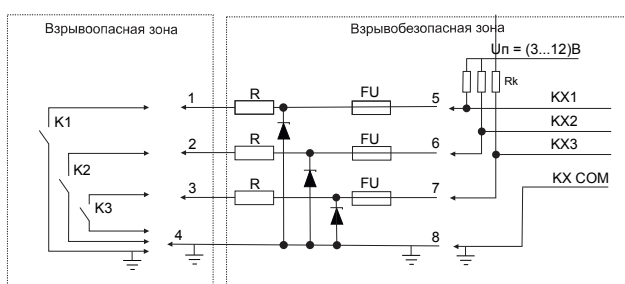 Взрывоопасная зона
Взрывобезопасная зона
Uп = (3...12)В
Rk
1 R FU 5 KX1
K1
KX2
2 R FU 6
KX3
K2
3 R FU 7
KX COM
K3
4 8